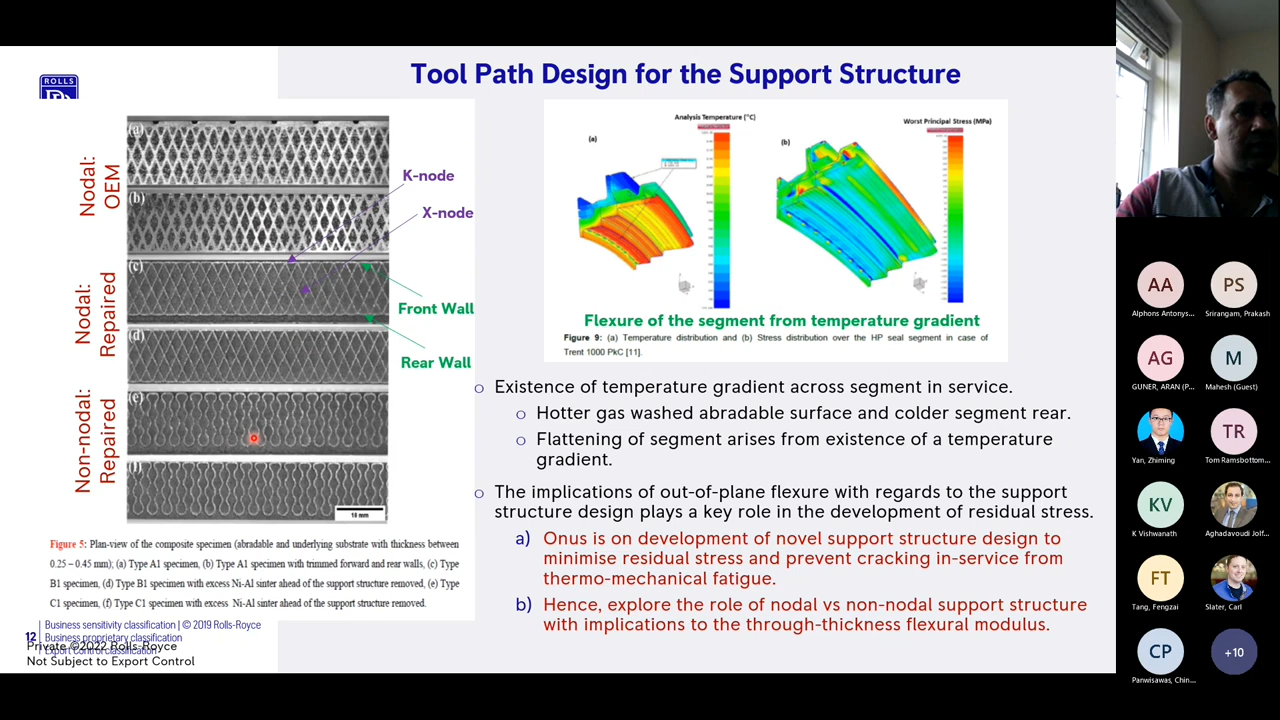 Tool Path Design for the Support Structure
ROLLS
Nodal:
OEM
Nodal:
Repaired
Non-nodal:
Repaired
(a)
(b)
(c)
(d)
(e)
K-node
X-node
Front Wall
Rear Wall
10 mm
Figure 5: Plan-view of the composite specimen (abradable and underlying substrate with thickness between
0.25 – 0.45 mm); (a) Type A1 specimen, (b) Type A1 specimen with trimmed forward and rear walls, (c) Type
B1 specimen, (d) Type B1 specimen with excess Ni-Al sinter ahead of the support structure removed, (e) Type
C1 specimen, (f) Type C1 specimen with excess Ni-Al sinter ahead of the support structure removed.
Analysis Temperature (°C)
(a)
Worst Principal Stress (MPa)
(b)
Flexure of the segment from temperature gradient
Figure 9: (a) Temperature distribution and (b) Stress distribution over the HP seal segment in case of
Trent 1000 PkC [11].
Existence of temperature gradient across segment in service.
Hotter gas washed abradable surface and colder segment rear.
Flattening of segment arises from existence of a temperature
gradient.
The implications of out-of-plane flexure with regards to the support
structure design plays a key role in the development of residual stress.
a) Onus is on development of novel support structure design to
minimise residual stress and prevent cracking in-service from
thermo-mechanical fatigue.
b) Hence, explore the role of nodal vs non-nodal support structure
with implications to the through-thickness flexural modulus.
12
Business sensitivity classification | © 2019 Rolls-Royce
Business proprietary classification
Export control classification
Private ©2022 Rolls-Royce
Not Subject to Export Control
AA
Alphons Antonys...
PS
Srirangam, Prakash
AG
GUNER, ARAN (P...
M
Mahesh (Guest)
Yan, Zhiming
TR
Tom Ramsbottom...
KV
K Vishwanath
Aghadavoudi Jolf...
FT
Tang, Fengzai
Slater, Carl
CP
Panwisawas, Chin...
+10